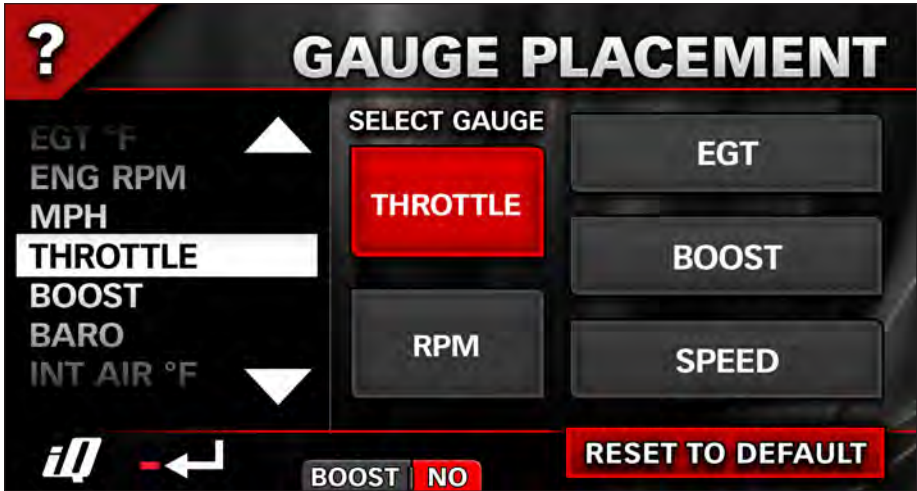 ?
GAUGE PLACEMENT
EGT °F
ENG RPM
MPH
THROTTLE
BOOST
BARO
INT AIR °F
SELECT GAUGE
THROTTLE
RPM
EGT
BOOST
SPEED
iQ
BOOST NO
RESET TO DEFAULT